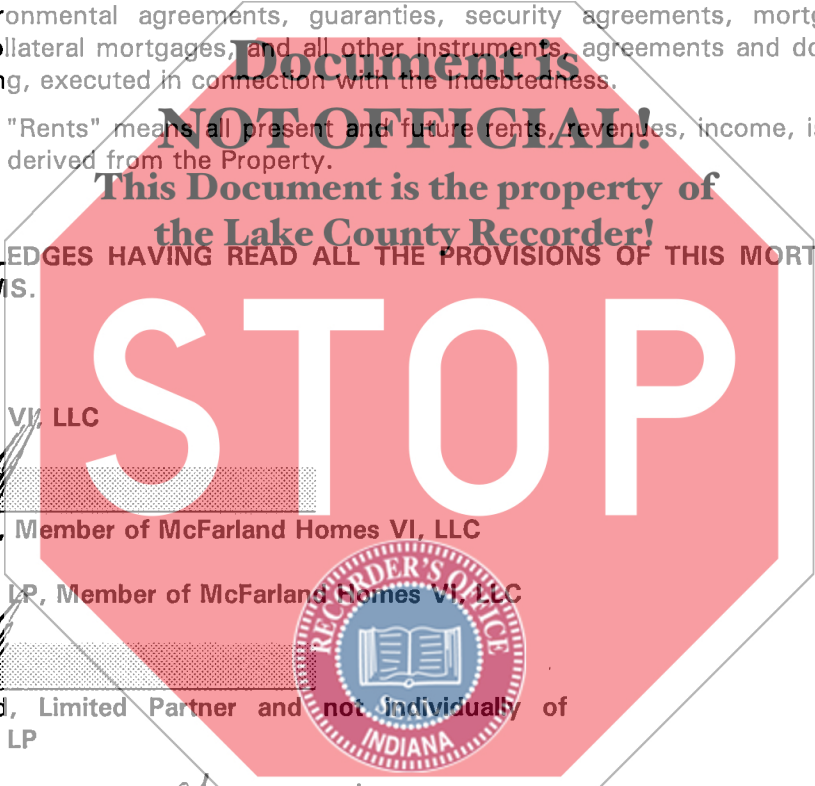 ronmental agreements, guaranties, security agreements, mortg
llateral mortgages, and all other instruments, agreements and do
ng, executed in connection with the Indebtedness.
Document is
NOT OFFICIAL!
"Rents" means all present and future rents, revenues, income, is
derived from the Property.
This Document is the property of
the Lake County Recorder!
LEDGES HAVING READ ALL THE PROVISIONS OF THIS MORT
MS.
STOP
VI, LLC
, Member of McFarland Homes VI, LLC
LP, Member of McFarland Homes VI, LLC
RECORDER'S OFFICE
SEAL
INDIANA
d, Limited Partner and not individually of
LP